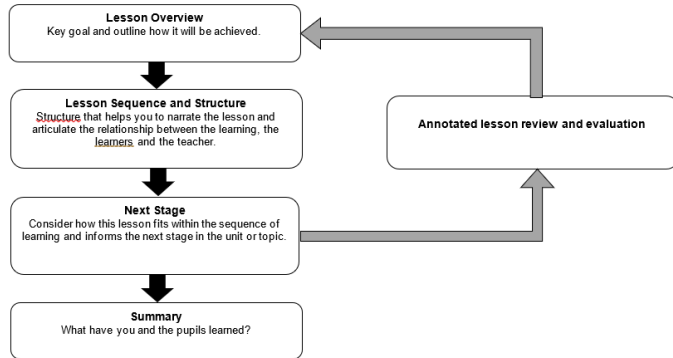 Lesson Overview
Key goal and outline how it will be achieved.
Lesson Sequence and Structure
Structure that helps you to narrate the lesson and
articulate the relationship between the learning, the
learners and the teacher.
Annotated lesson review and evaluation
Next Stage
Consider how this lesson fits within the sequence of
learning and informs the next stage in the unit or topic.
Summary
What have you and the pupils learned?